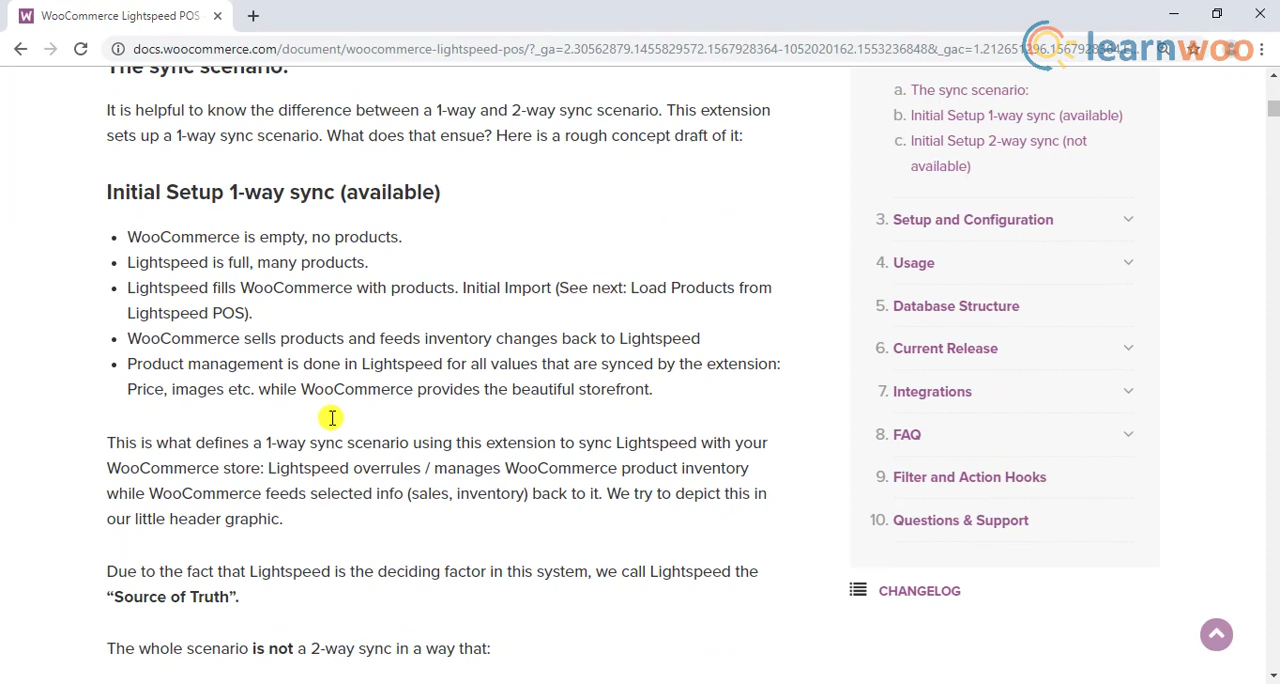 WooCommerce Lightspeed POS
docs.woocommerce.com/document/woocommerce-lightspeed-pos/?_ga=2.30562879.1455829572.1567928364-1052020162.1553236848&_gac=1.212651296.15679283641...
learnwoo
The sync scenario:
It is helpful to know the difference between a 1-way and 2-way sync scenario. This extension
sets up a 1-way sync scenario. What does that ensue? Here is a rough concept draft of it:
Initial Setup 1-way sync (available)
• WooCommerce is empty, no products.
• Lightspeed is full, many products.
• Lightspeed fills WooCommerce with products. Initial Import (See next: Load Products from
Lightspeed POS).
• WooCommerce sells products and feeds inventory changes back to Lightspeed
• Product management is done in Lightspeed for all values that are synced by the extension:
Price, images etc. while WooCommerce provides the beautiful storefront.
This is what defines a 1-way sync scenario using this extension to sync Lightspeed with your
WooCommerce store: Lightspeed overrules / manages WooCommerce product inventory
while WooCommerce feeds selected info (sales, inventory) back to it. We try to depict this in
our little header graphic.
Due to the fact that Lightspeed is the deciding factor in this system, we call Lightspeed the
“Source of Truth”.
The whole scenario is not a 2-way sync in a way that:
a. The sync scenario:
b. Initial Setup 1-way sync (available)
c. Initial Setup 2-way sync (not
available)
3. Setup and Configuration
4. Usage
5. Database Structure
6. Current Release
7. Integrations
8. FAQ
9. Filter and Action Hooks
10. Questions & Support
CHANGELOG